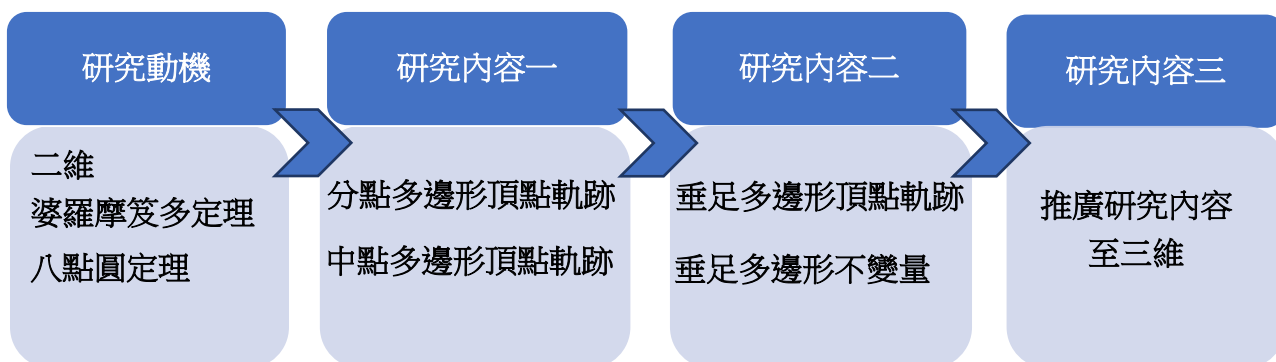 研究動機
二維
婆羅摩笈多定理
八點圓定理
研究內容一
分點多邊形頂點軌跡
中點多邊形頂點軌跡
研究內容二
垂足多邊形頂點軌跡
垂足多邊形不變量
研究內容三
推廣研究內容
至三維